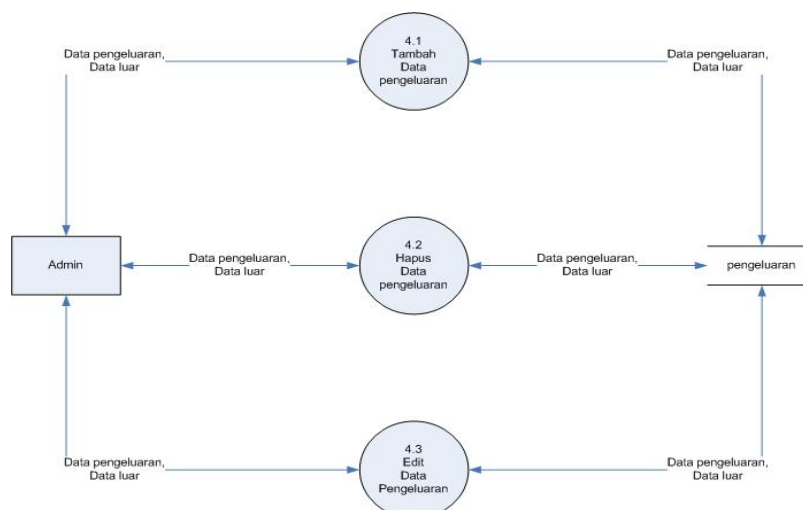 4.1
Tambah
Data
pengeluaran
Data pengeluaran,
Data luar
Data pengeluaran,
Data luar
Admin
Data pengeluaran,
Data luar
4.2
Hapus
Data
pengeluaran
Data pengeluaran,
Data luar
pengeluaran
Data pengeluaran,
Data luar
4.3
Edit
Data
Pengeluaran
Data pengeluaran,
Data luar